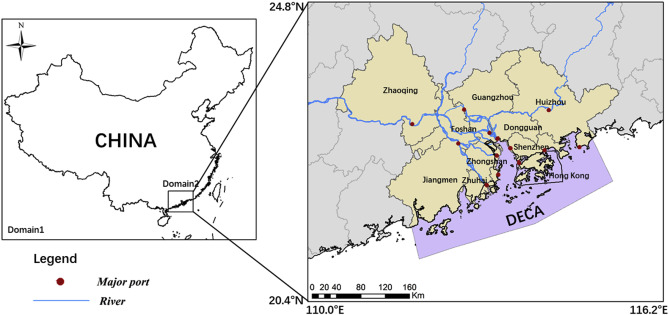 N
CHINA
Domain2
Domain1
Legend
Major port
River
24.8°N
20.4°N
110.0°E
116.2°E
Zhaoqing
Guangzhou
Huizhou
Foshan
Dongguan
Shenzhen
Zhongshan
Jiangmen
Zhuhai
Hong Kong
DECA
0 20 40 80 120 160
Km